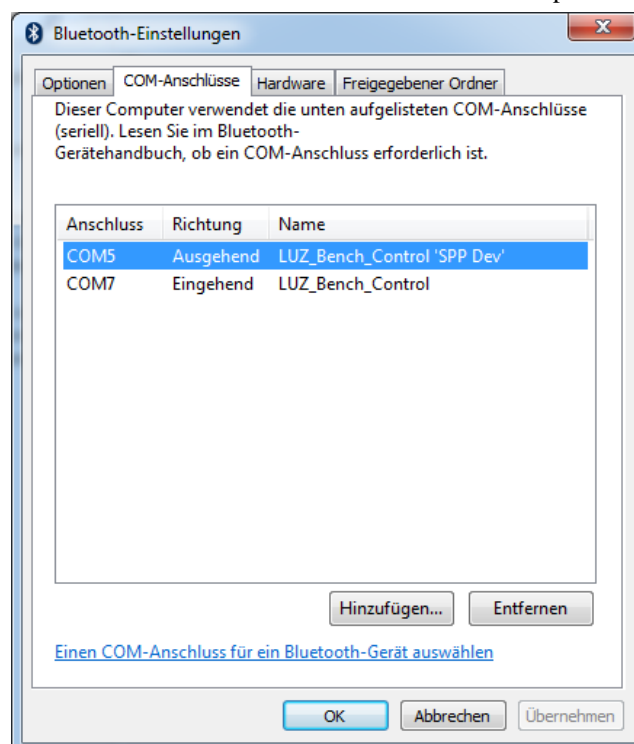 Bluetooth-Einstellungen
Optionen COM-Anschlüsse Hardware Freigegebener Ordner
Dieser Computer verwendet die unten aufgelisteten COM-Anschlüsse
(seriell). Lesen Sie im Bluetooth-
Gerätehandbuch, ob ein COM-Anschluss erforderlich ist.
Anschluss Richtung Name
COM5 Ausgehend LUZ_Bench_Control 'SPP Dev'
COM7 Eingehend LUZ_Bench_Control
Hinzufügen... Entfernen
Einen COM-Anschluss für ein Bluetooth-Gerät auswählen
OK Abbrechen Übernehmen